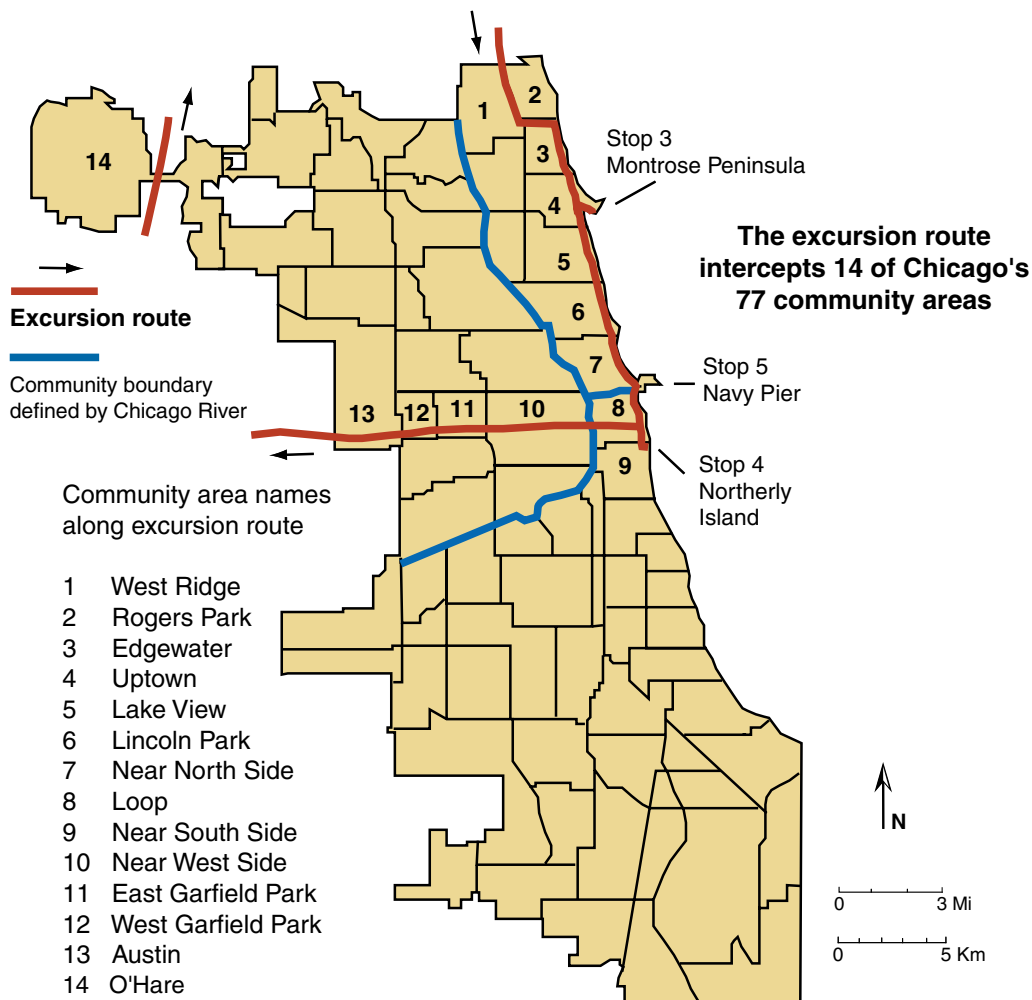 1
2
3
4
5
6
7
8
9
10
11
12
13
14
Stop 3
Montrose Peninsula
The excursion route
intercepts 14 of Chicago's
77 community areas
Excursion route
Community boundary
defined by Chicago River
Stop 5
Navy Pier
Stop 4
Northerly
Island
Community area names
along excursion route
1 West Ridge
2 Rogers Park
3 Edgewater
4 Uptown
5 Lake View
6 Lincoln Park
7 Near North Side
8 Loop
9 Near South Side
10 Near West Side
11 East Garfield Park
12 West Garfield Park
13 Austin
14 O'Hare
N
0 3 Mi
0 5 Km